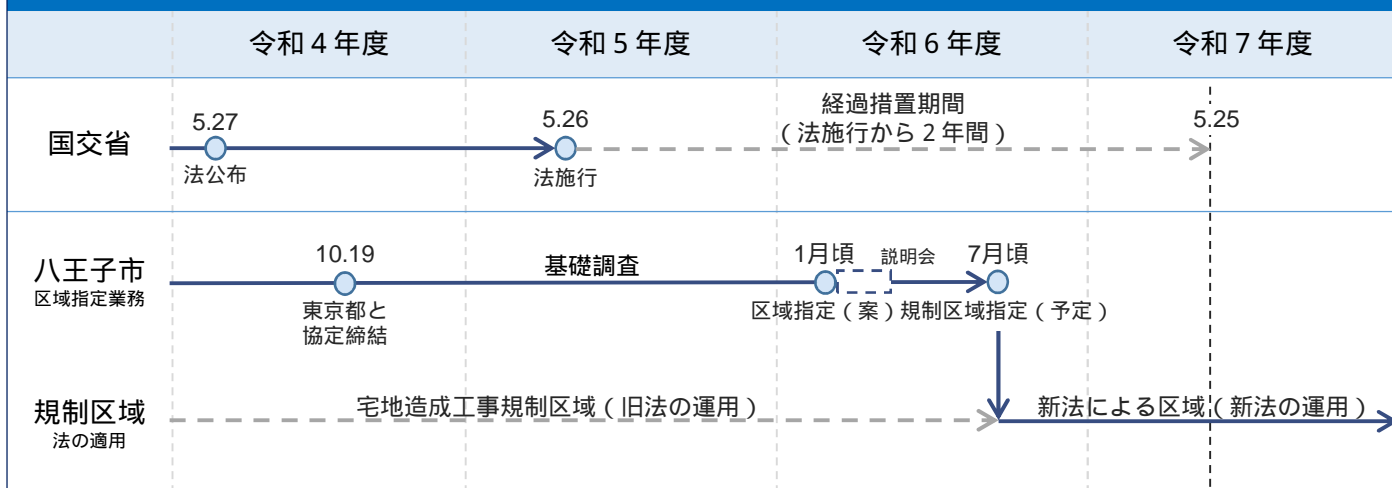 令和4年度 令和5年度 令和6年度 令和7年度
国交省
5.27
法公布
5.26
法施行
経過措置期間
(法施行から2年間)
5.25
八王子市
区域指定業務
10.19
東京都と
協定締結
基礎調査
1月頃
説明会
7月頃
区域指定(案)
規制区域指定(予定)
規制区域
法の適用
宅地造成工事規制区域(旧法の運用)
新法による区域(新法の運用)